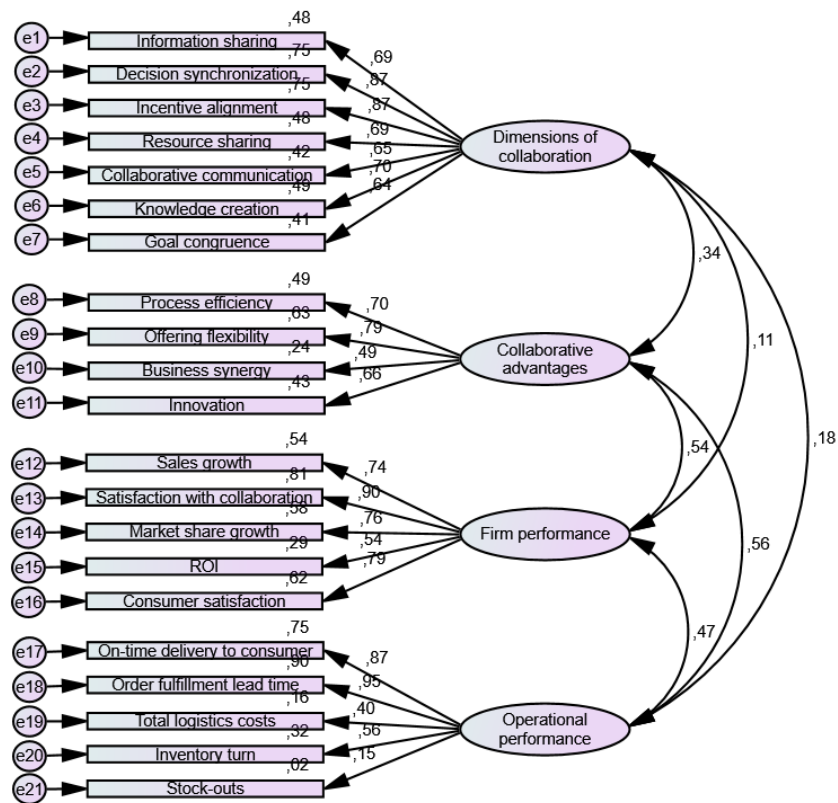 ,48
e1 Information sharing
,69
,75
e2 Decision synchronization
,87
,75
e3 Incentive alignment
,87
,48
e4 Resource sharing
,69
,42
e5 Collaborative communication
,65
,49
e6 Knowledge creation
,70
,41
e7 Goal congruence
,64
Dimensions of
collaboration
,34
,11
,18
,49
e8 Process efficiency
,70
,63
e9 Offering flexibility
,79
,24
e10 Business synergy
,49
,43
e11 Innovation
,66
Collaborative
advantages
,54
,56
,54
e12 Sales growth
,74
,81
e13 Satisfaction with collaboration
,90
,58
e14 Market share growth
,76
,29
e15 ROI
,54
,62
e16 Consumer satisfaction
,79
Firm performance
,47
,75
e17 On-time delivery to consumer
,87
,90
e18 Order fulfillment lead time
,95
,16
e19 Total logistics costs
,40
,32
e20 Inventory turn
,56
,02
e21 Stock-outs
,15
Operational
performance